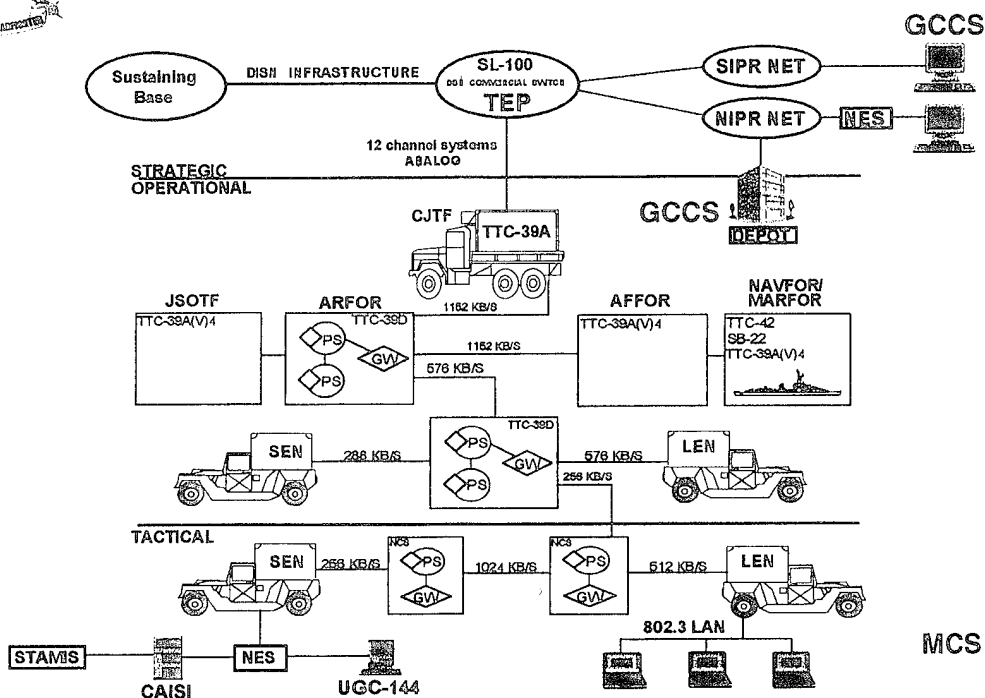 GCCS
SL-100
TEP
Sustaining
Base
DISN INFRASTRUCTURE
SIPR NET
NIPR NET
NES
12 channel systems
STRATEGIC
OPERATIONAL
CJTF
TTC-39A
GCCS
DEPOT
1152 KB/S
JSOTF
TTC-39A(V)4
ARFOR
TTC-39D
PS
GW
PS
1152 KB/S
576 KB/S
AFFOR
TTC-39A(V)4
NAVFOR/
MARFOR
TTC-42
SB-22
TTC-39A(V)4
SEN
288 KB/S
TTC-39D
PS
GW
PS
576 KB/S
256 KB/S
LEN
TACTICAL
SEN
256 KB/S
NCS
PS
GW
1024 KB/S
NCS
PS
GW
512 KB/S
LEN
802.3 LAN
MCS
STAMIS
CAISI
NES
UGC-144